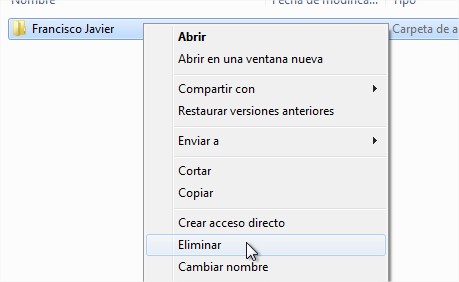 Nombre Fecha de modifica... Tipo
Francisco Javier Carpeta de a
Abrir
Abrir en una ventana nueva
Compartir con
Restaurar versiones anteriores
Enviar a
Cortar
Copiar
Crear acceso directo
Eliminar
Cambiar nombre